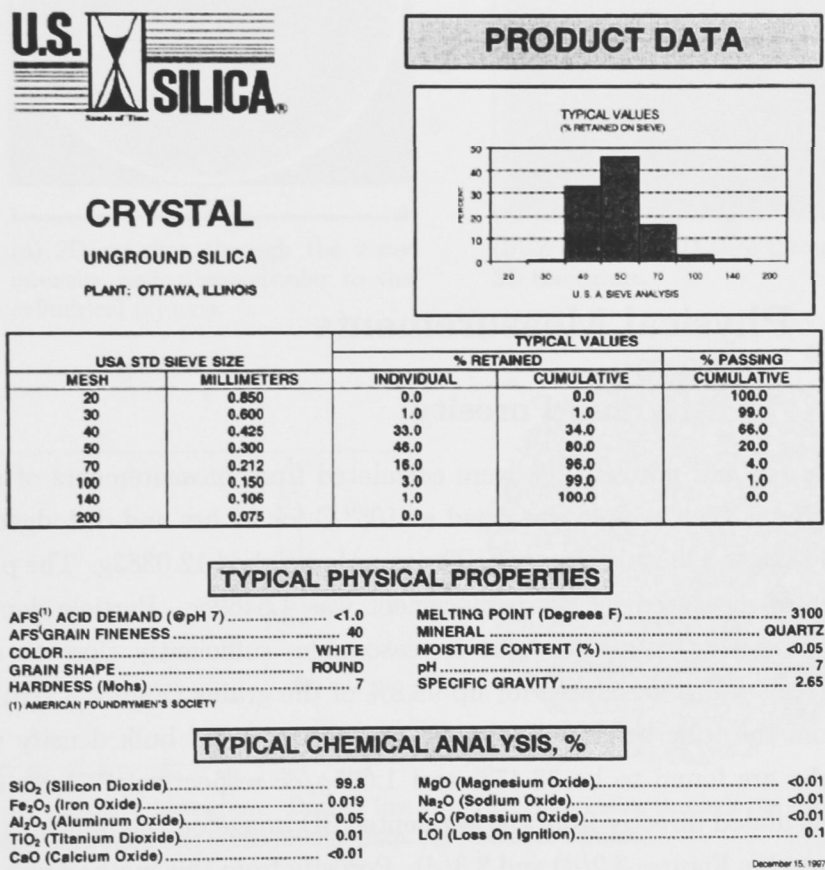 U.S.
SILICA®
Sands of Time
PRODUCT DATA
TYPICAL VALUES
(% RETAINED ON SIEVE)
50
40
30
20
10
0
PERCENT
20 30 40 50 70 100 140 200
U. S. A. SIEVE ANALYSIS
CRYSTAL
UNGROUND SILICA
PLANT: OTTAWA, ILLINOIS
TYPICAL VALUES
USA STD SIEVE SIZE % RETAINED % PASSING
MESH MILLIMETERS INDIVIDUAL CUMULATIVE CUMULATIVE
20 0.850 0.0 0.0 100.0
30 0.600 1.0 1.0 99.0
40 0.425 33.0 34.0 66.0
50 0.300 46.0 80.0 20.0
70 0.212 16.0 96.0 4.0
100 0.150 3.0 99.0 1.0
140 0.106 1.0 100.0 0.0
200 0.075 0.0
TYPICAL PHYSICAL PROPERTIES
AFS(1) ACID DEMAND (@pH 7) <1.0
AFS GRAIN FINENESS 40
COLOR WHITE
GRAIN SHAPE ROUND
HARDNESS (Mohs) 7
(1) AMERICAN FOUNDRYMEN'S SOCIETY
MELTING POINT (Degrees F) 3100
MINERAL QUARTZ
MOISTURE CONTENT (%) <0.05
pH 7
SPECIFIC GRAVITY 2.65
TYPICAL CHEMICAL ANALYSIS, %
SiO₂ (Silicon Dioxide) 99.8
Fe₂O₃ (Iron Oxide) 0.019
Al₂O₃ (Aluminum Oxide) 0.05
TiO₂ (Titanium Dioxide) 0.01
CaO (Calcium Oxide) <0.01
MgO (Magnesium Oxide) <0.01
Na₂O (Sodium Oxide) <0.01
K₂O (Potassium Oxide) <0.01
LOI (Loss On Ignition) 0.1
December 15, 1997